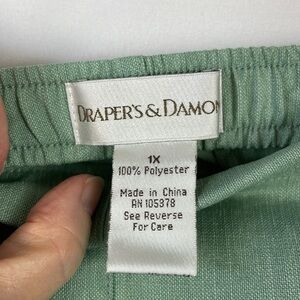 DRAPER'S & DAMON
1X
100% Polyester
Made in China
RN 105378
See Reverse
For Care